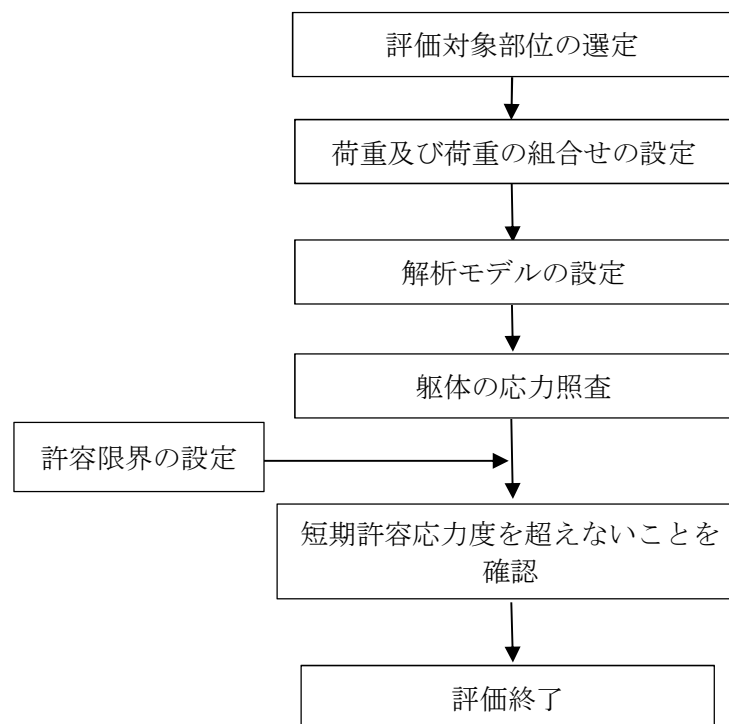 評価対象部位の選定
荷重及び荷重の組合せの設定
解析モデルの設定
躯体の応力照査
許容限界の設定
短期許容応力度を超えないことを
確認
評価終了